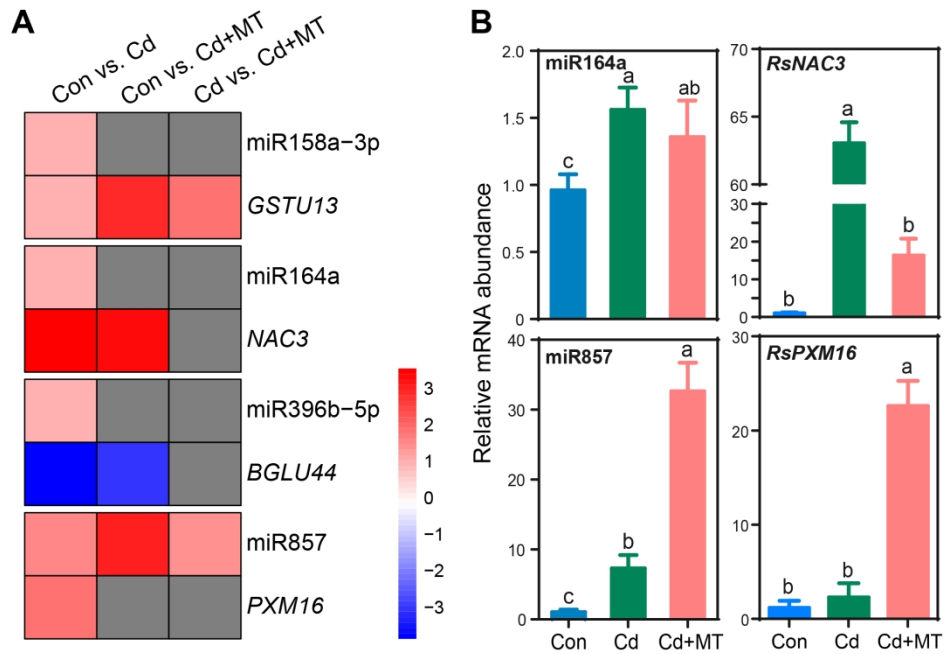 A
Con vs. Cd
Con vs. Cd+MT
Cd vs. Cd+MT
miR158a−3p
GSTU13
miR164a
NAC3
miR396b−5p
BGLU44
miR857
PXM16
3
2
1
0
−1
−2
−3
B
Relative mRNA abundance
miR164a
2.0
1.5
1.0
0.5
0
c
a
ab
RsNAC3
70
65
60
30
20
10
0
b
a
b
miR857
40
30
20
10
0
c
b
a
Con
Cd
Cd+MT
RsPXM16
30
20
10
0
b
b
a
Con
Cd
Cd+MT